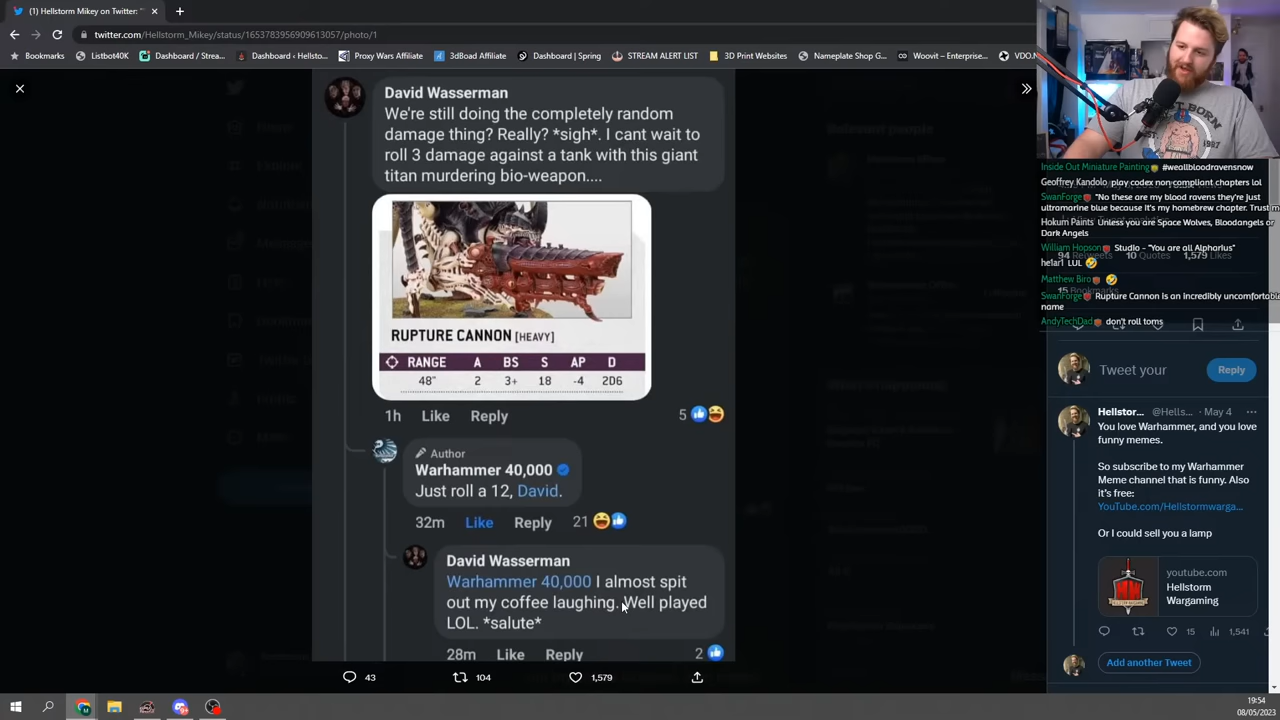 (1) Hellstorm Mikey on Twitter: "
twitter.com/Hellstorm_Mikey/status/1653783956909613057/photo/1
Bookmarks
Listbot40K
Dashboard / Strea...
Dashboard ‹ Hellsto...
Proxy Wars Affiliate
3dBoad Affiliate
Dashboard | Spring
STREAM ALERT LIST
3D Print Websites
Nameplate Shop G...
Woovit – Enterprise...
VDO.N
David Wasserman
We're still doing the completely random
damage thing? Really? *sigh*. I cant wait to
roll 3 damage against a tank with this giant
titan murdering bio-weapon....
RUPTURE CANNON [HEAVY]
RANGE A BS S AP D
48" 2 3+ 18 -4 2D6
1h Like Reply 5
Author
Warhammer 40,000
Just roll a 12, David.
32m Like Reply 21
David Wasserman
Warhammer 40,000 I almost spit
out my coffee laughing. Well played
LOL. *salute*
28m Like Reply 2
43 104 1,579
Inside Out Miniature Painting #weallbloodravensnow
Geoffrey Kandolo play codex non compliant chapters lol
SwanForge "No these are my blood ravens they're just
ultramarine blue because it's my homebrew chapter. Trust m
Hokum Paints Unless you are Space Wolves, Bloodangels or
Dark Angels
William Hopson Studio - "You are all Alpharius"
94 Retweets 10 Quotes 1,579 Likes
he1ar1 LUL
Matthew Biro
15 Bookmarks
SwanForge Rupture Cannon is an incredibly uncomfortable
name
AndyTechDad don't roll toms
Tweet your
Reply
Hellstor... @Hells... · May 4
You love Warhammer, and you love
funny memes.
So subscribe to my Warhammer
Meme channel that is funny. Also
it's free:
YouTube.com/Hellstormwarga...
Or I could sell you a lamp
youtube.com
Hellstorm
Wargaming
15 1,541
Add another Tweet
19:54
08/05/2023